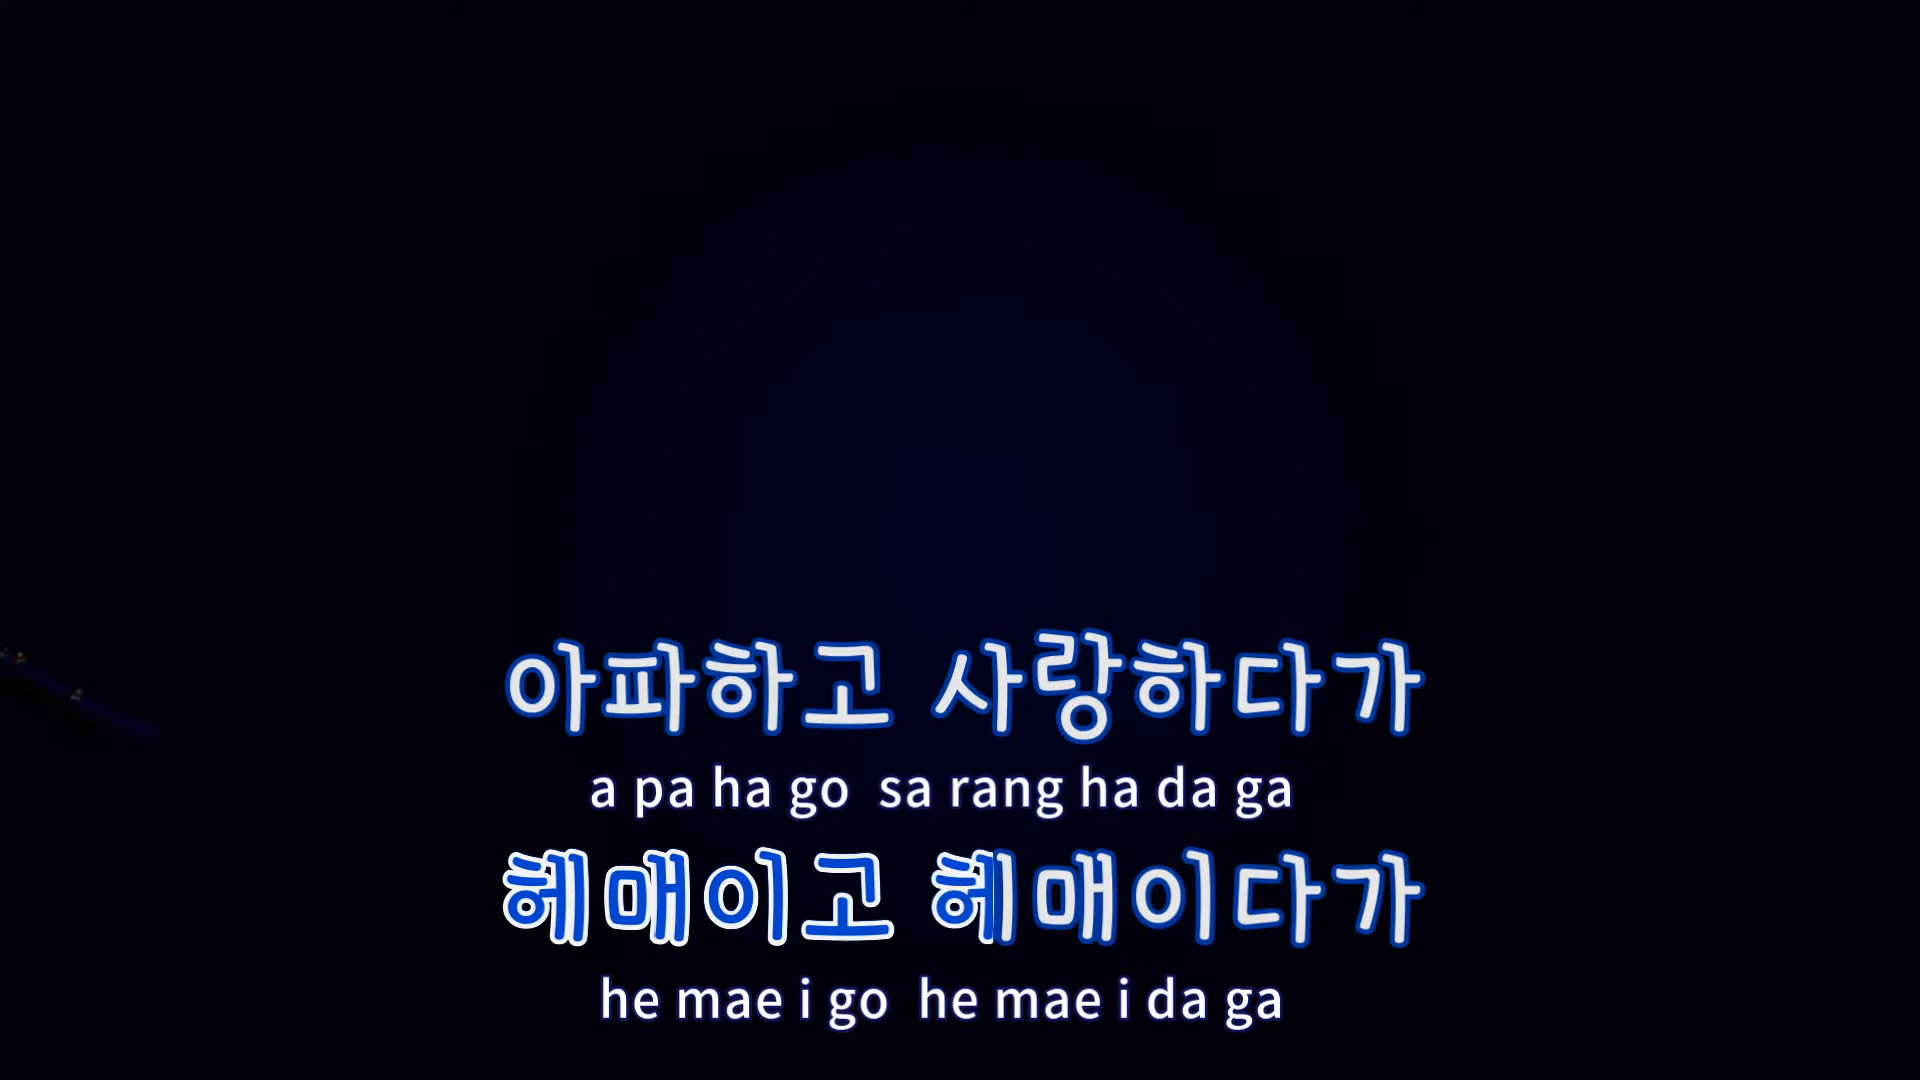 아파하고 사랑하다가
a pa ha go sa rang ha da ga
헤매이고 헤매이다가
he mae i go he mae i da ga